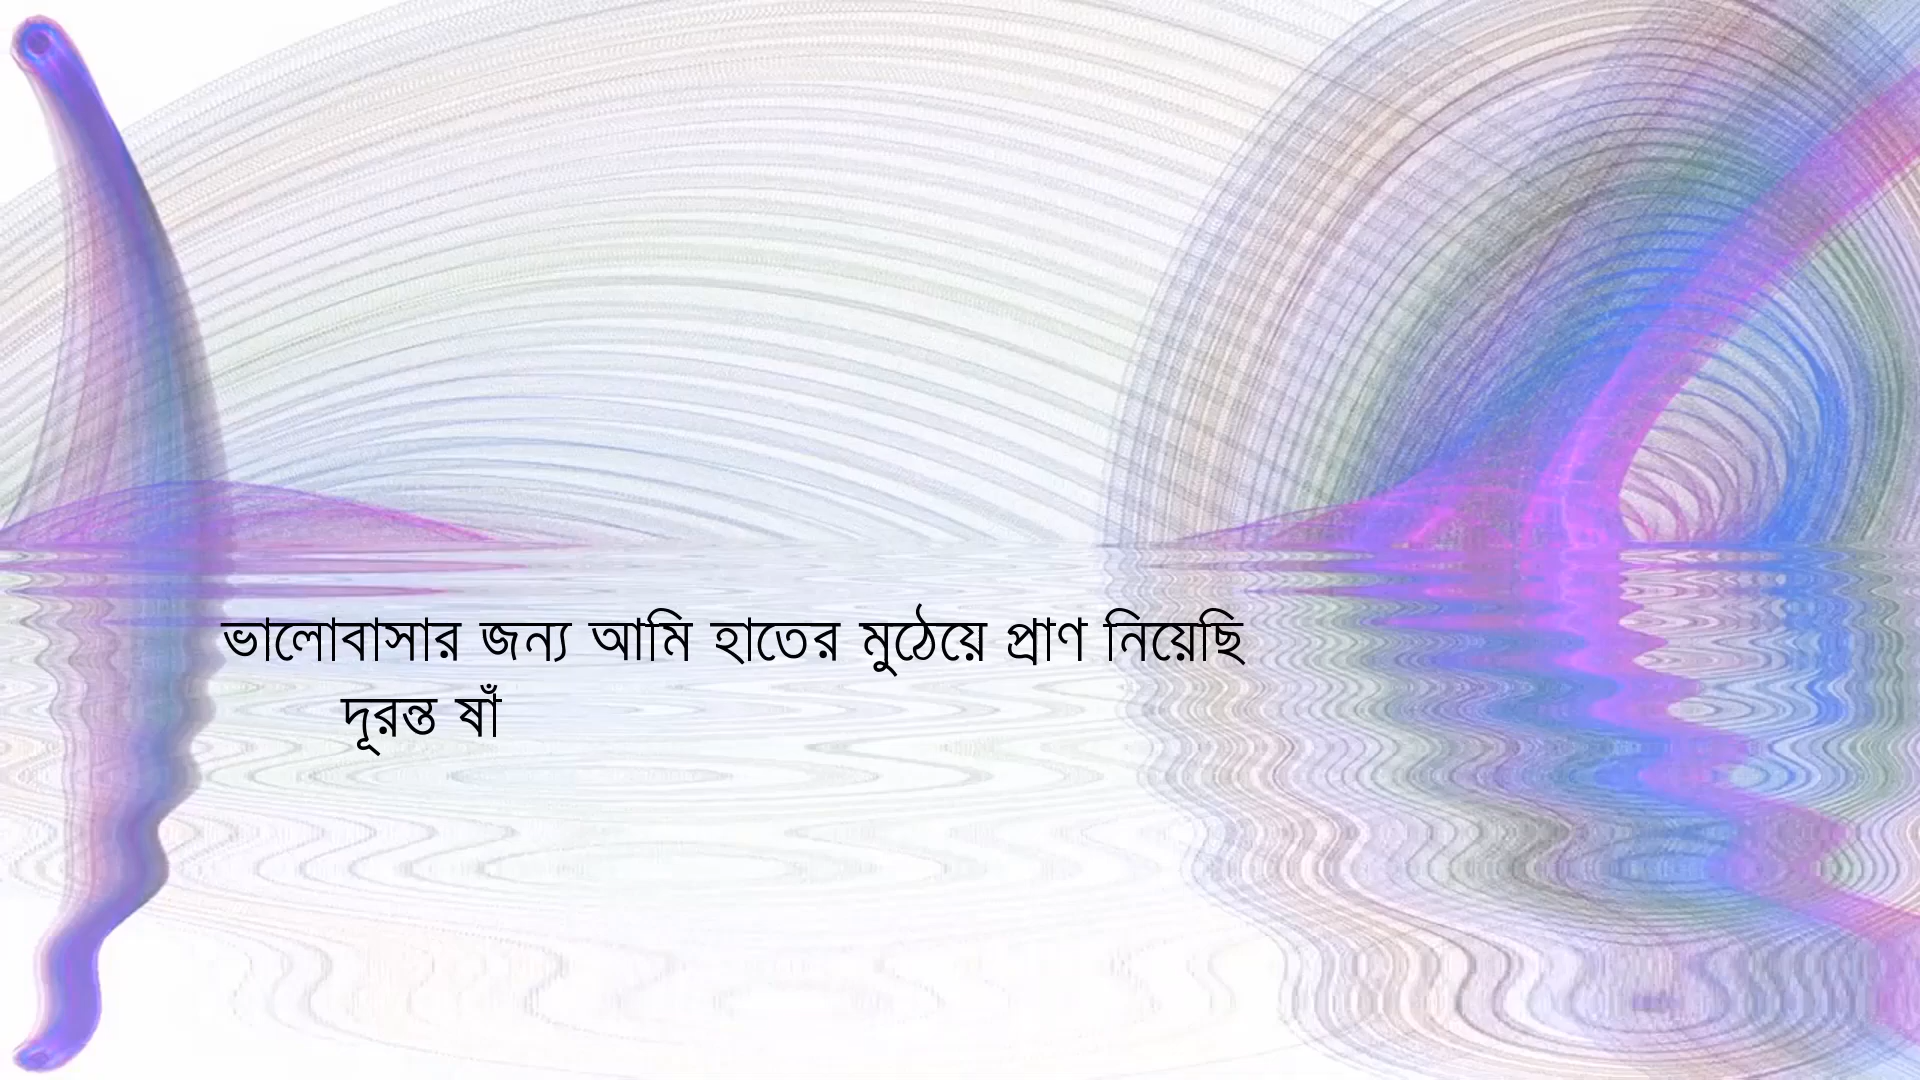 ভালোবাসার জন্য আমি হাতের মুঠেয়ে প্রাণ নিয়েছি
দূরন্ত ষাঁ